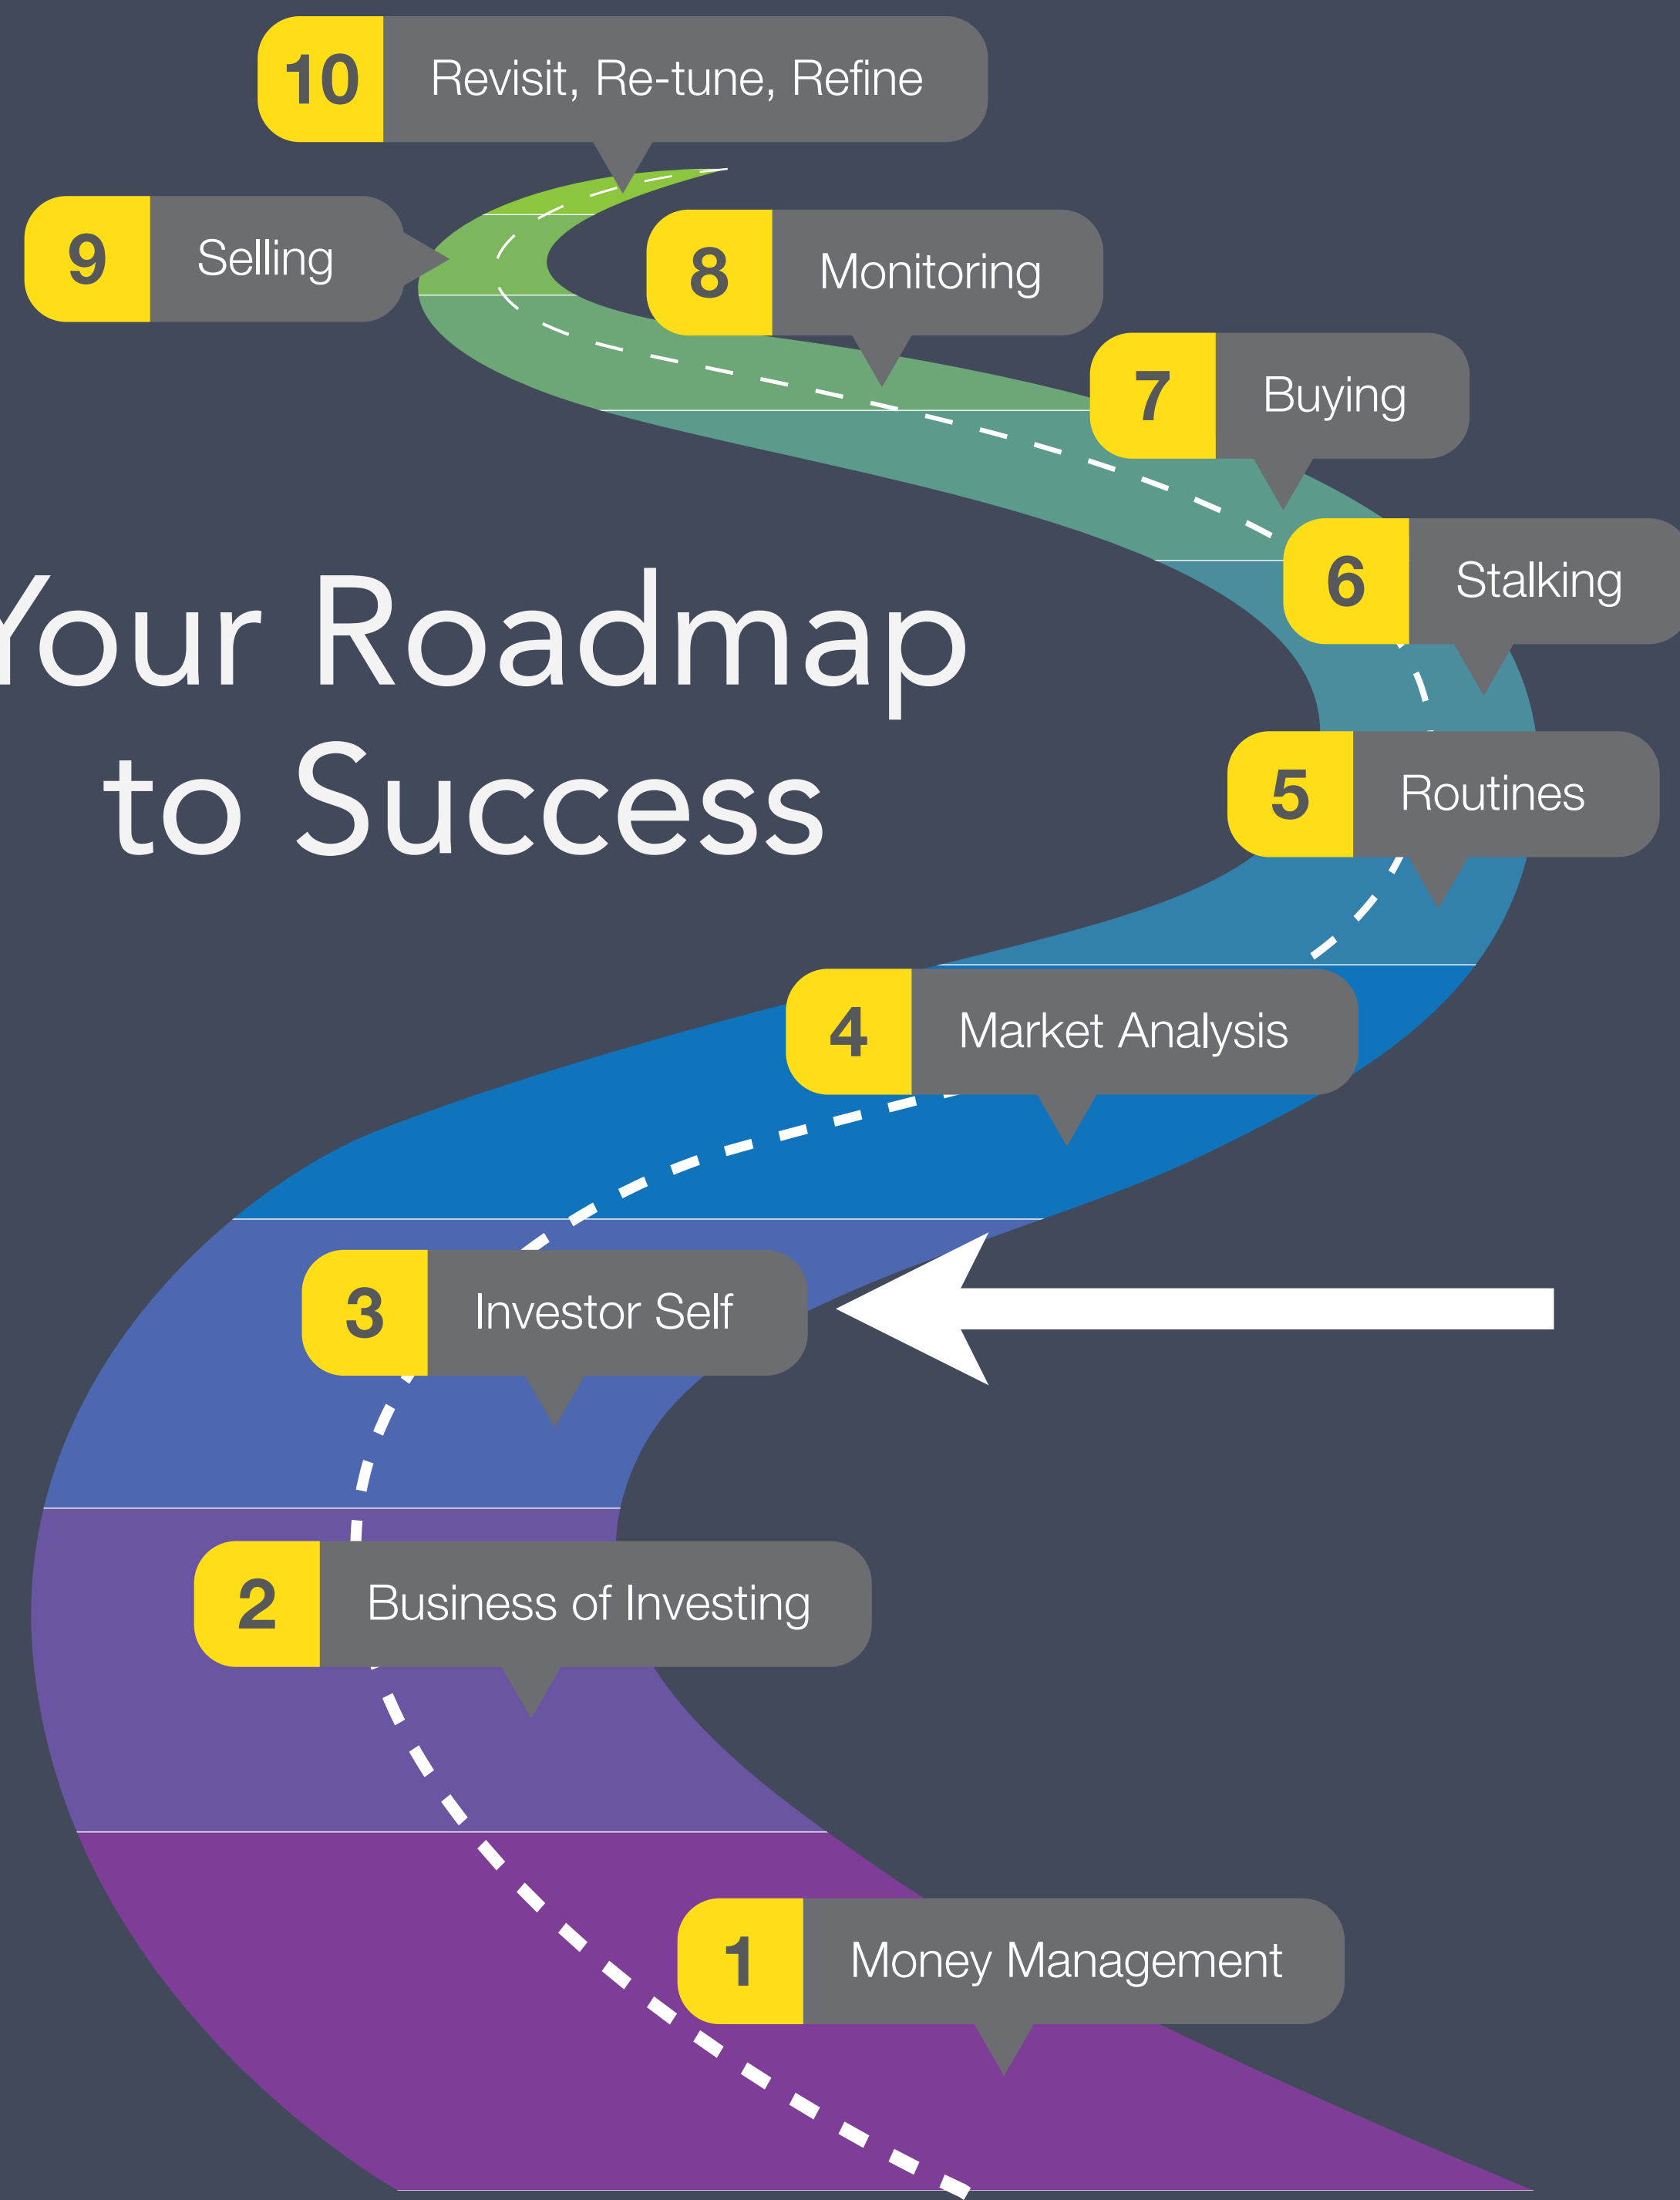 10 Revisit, Re-tune, Refine
9 Selling
8 Monitoring
7 Buying
6 Stalking
Your Roadmap
to Success
5 Routines
4 Market Analysis
3 Investor Self
2 Business of Investing
1 Money Management